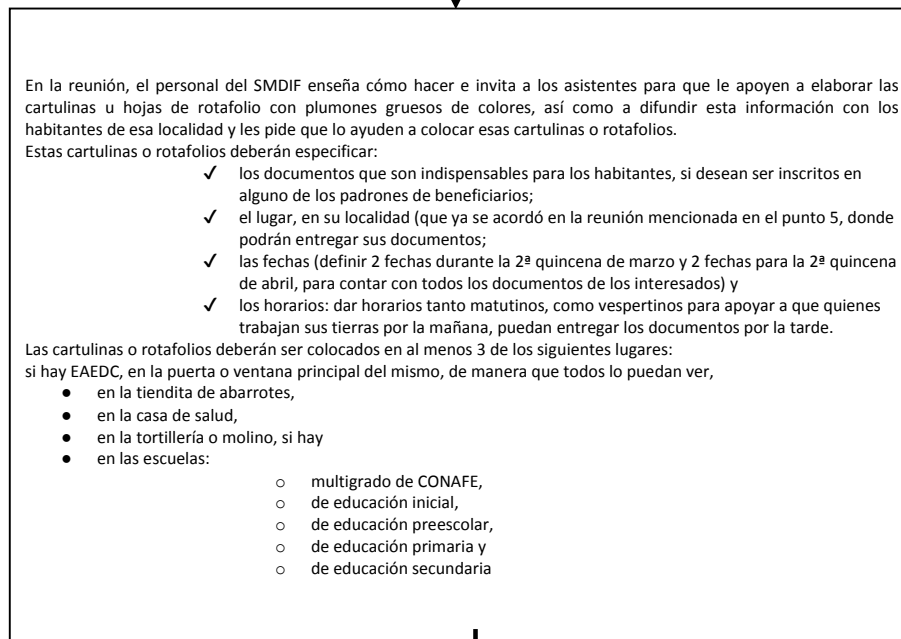 En la reunión, el personal del SMDIF enseña cómo hacer e invita a los asistentes para que le apoyen a elaborar las
cartulinas u hojas de rotafolio con plumones gruesos de colores, así como a difundir esta información con los
habitantes de esa localidad y les pide que lo ayuden a colocar esas cartulinas o rotafolios.
Estas cartulinas o rotafolios deberán especificar:
✓ los documentos que son indispensables para los habitantes, si desean ser inscritos en
alguno de los padrones de beneficiarios;
✓ el lugar, en su localidad (que ya se acordó en la reunión mencionada en el punto 5, donde
podrán entregar sus documentos;
✓ las fechas (definir 2 fechas durante la 2ª quincena de marzo y 2 fechas para la 2ª quincena
de abril, para contar con todos los documentos de los interesados) y
✓ los horarios: dar horarios tanto matutinos, como vespertinos para apoyar a que quienes
trabajan sus tierras por la mañana, puedan entregar los documentos por la tarde.
Las cartulinas o rotafolios deberán ser colocados en al menos 3 de los siguientes lugares:
si hay EAEDC, en la puerta o ventana principal del mismo, de manera que todos lo puedan ver,
● en la tiendita de abarrotes,
● en la casa de salud,
● en la tortillería o molino, si hay
● en las escuelas:
○ multigrado de CONAFE,
○ de educación inicial,
○ de educación preescolar,
○ de educación primaria y
○ de educación secundaria